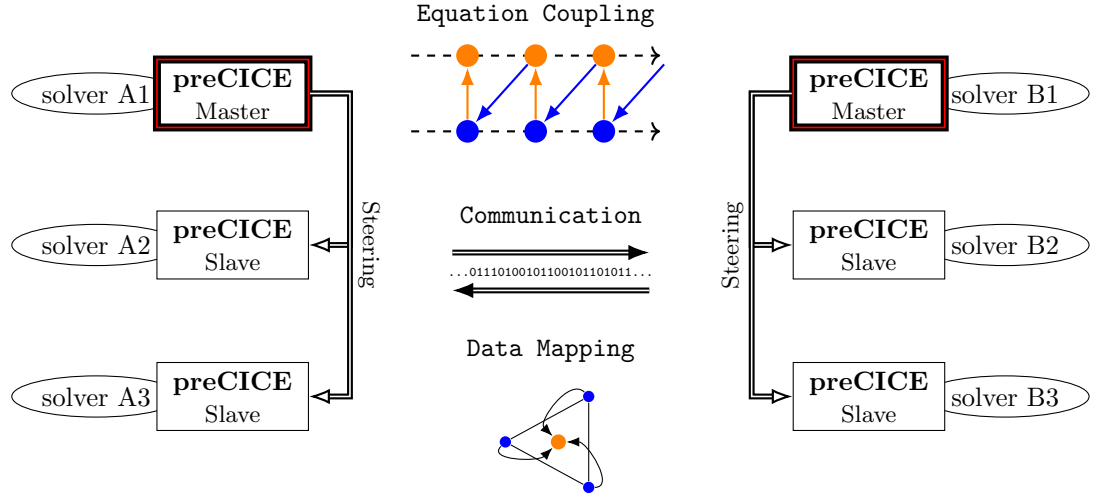 Equation Coupling
solver A1
preCICE
Master
preCICE
Master
solver B1
Steering
Communication
...011101001011001011011011...
Steering
solver A2
preCICE
Slave
preCICE
Slave
solver B2
Data Mapping
solver A3
preCICE
Slave
preCICE
Slave
solver B3